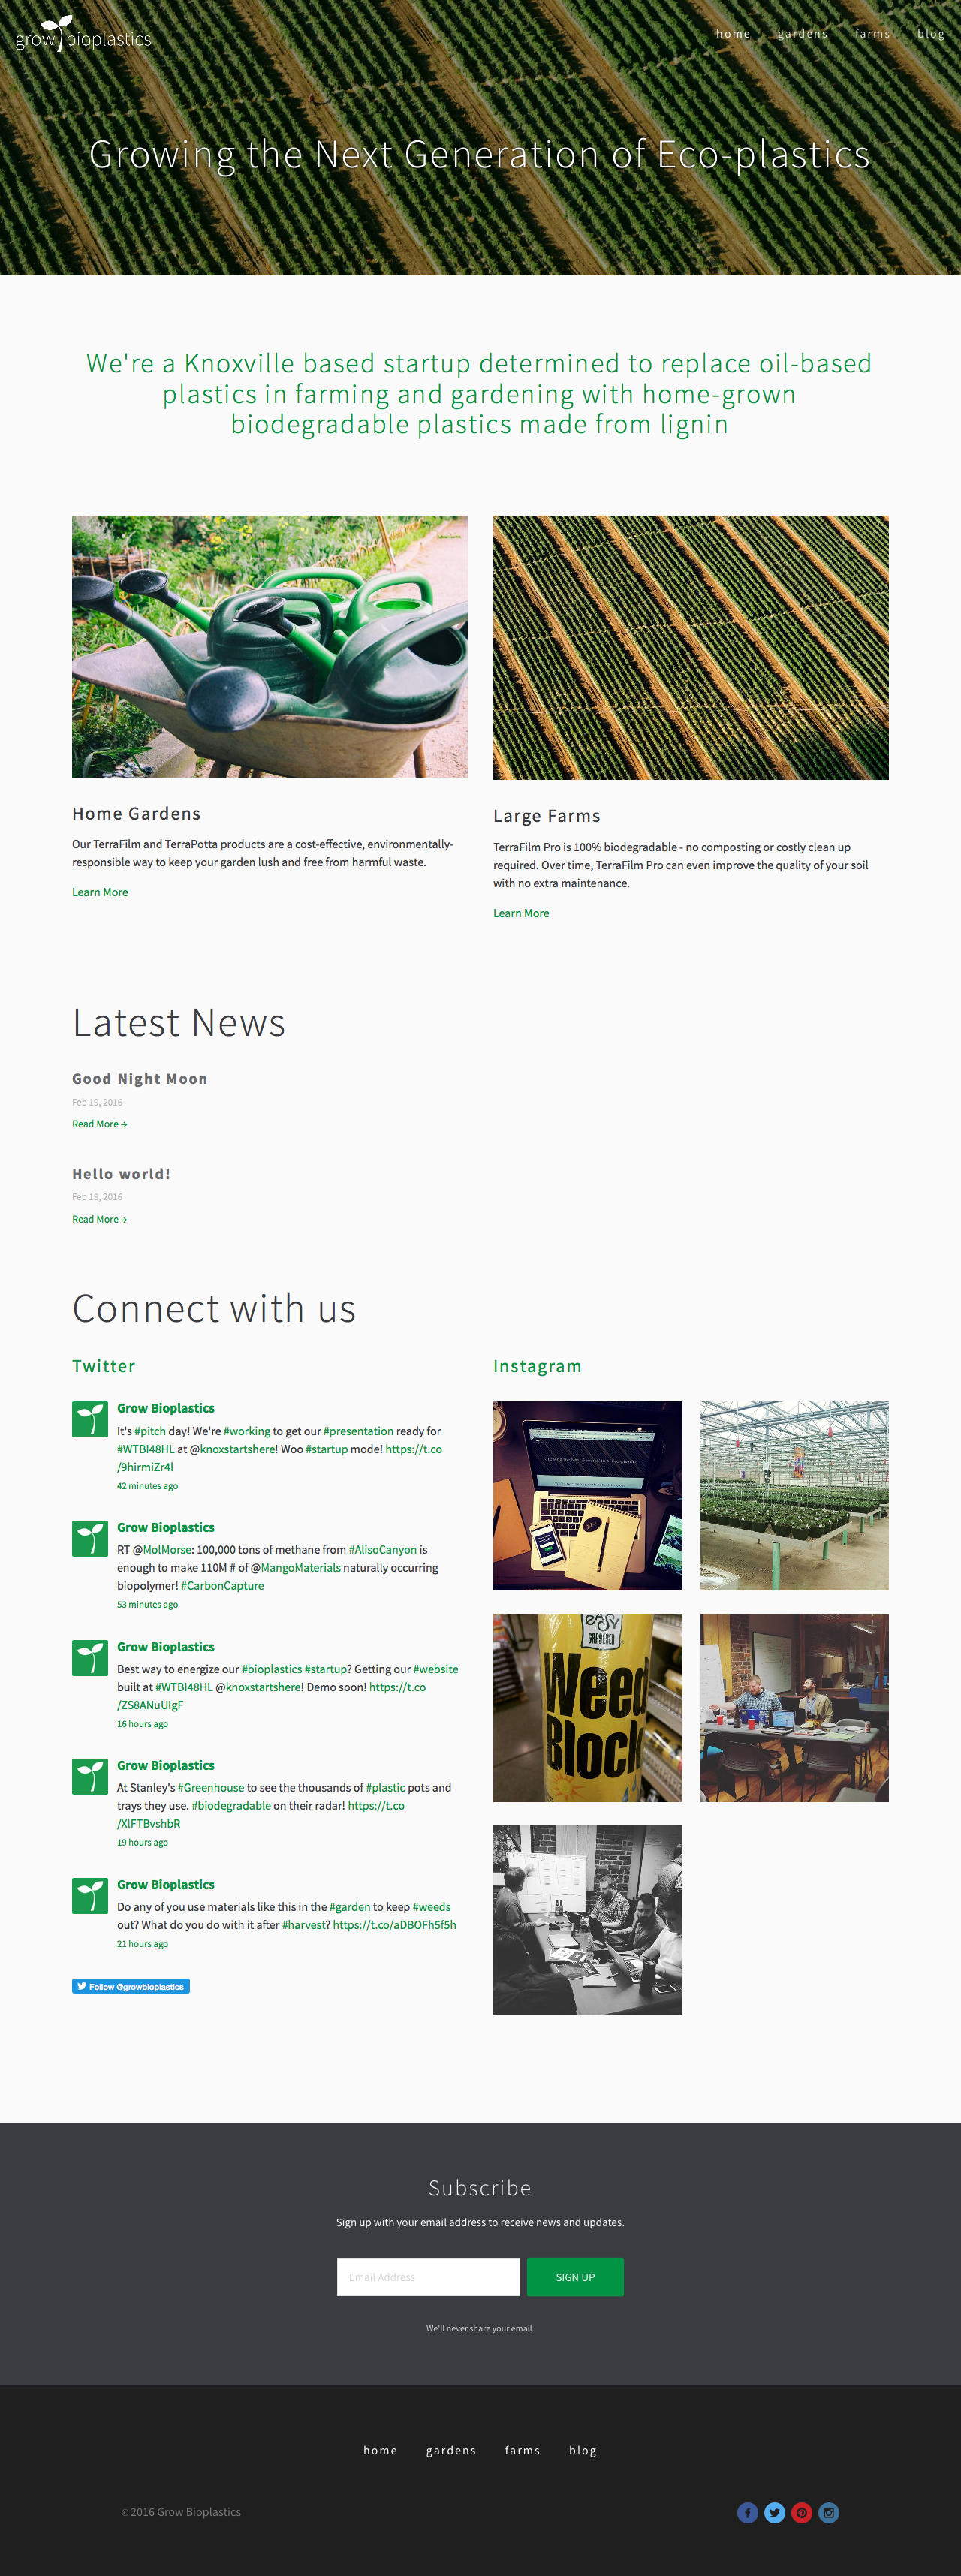 grow bioplastics
home gardens farms blog
Growing the Next Generation of Eco-plastics
We're a Knoxville based startup determined to replace oil-based
plastics in farming and gardening with home-grown
biodegradable plastics made from lignin
Home Gardens
Our TerraFilm and TerraPotta products are a cost-effective, environmentally-
responsible way to keep your garden lush and free from harmful waste.
Learn More
Large Farms
TerraFilm Pro is 100% biodegradable - no composting or costly clean up
required. Over time, TerraFilm Pro can even improve the quality of your soil
with no extra maintenance.
Learn More
Latest News
Good Night Moon
Feb 19, 2016
Read More →
Hello world!
Feb 19, 2016
Read More →
Connect with us
Twitter
Grow Bioplastics
It's #pitch day! We're #working to get our #presentation ready for
#WTBI48HL at @knoxstartshere! Woo #startup mode! https://t.co
/9hirmiZr4l
42 minutes ago
Grow Bioplastics
RT @MolMorse: 100,000 tons of methane from #AlisoCanyon is
enough to make 110M # of @MangoMaterials naturally occurring
biopolymer! #CarbonCapture
53 minutes ago
Grow Bioplastics
Best way to energize our #bioplastics #startup? Getting our #website
built at #WTBI48HL @knoxstartshere! Demo soon! https://t.co
/ZS8ANuUIgF
16 hours ago
Grow Bioplastics
At Stanley's #Greenhouse to see the thousands of #plastic pots and
trays they use. #biodegradable on their radar! https://t.co
/XlFTBvshbR
19 hours ago
Grow Bioplastics
Do any of you use materials like this in the #garden to keep #weeds
out? What do you do with it after #harvest? https://t.co/aDBOFh5f5h
21 hours ago
Follow @growbioplastics
Instagram
easy
GARDENER
Weed
Block
Subscribe
Sign up with your email address to receive news and updates.
Email Address
SIGN UP
We'll never share your email.
home gardens farms blog
© 2016 Grow Bioplastics